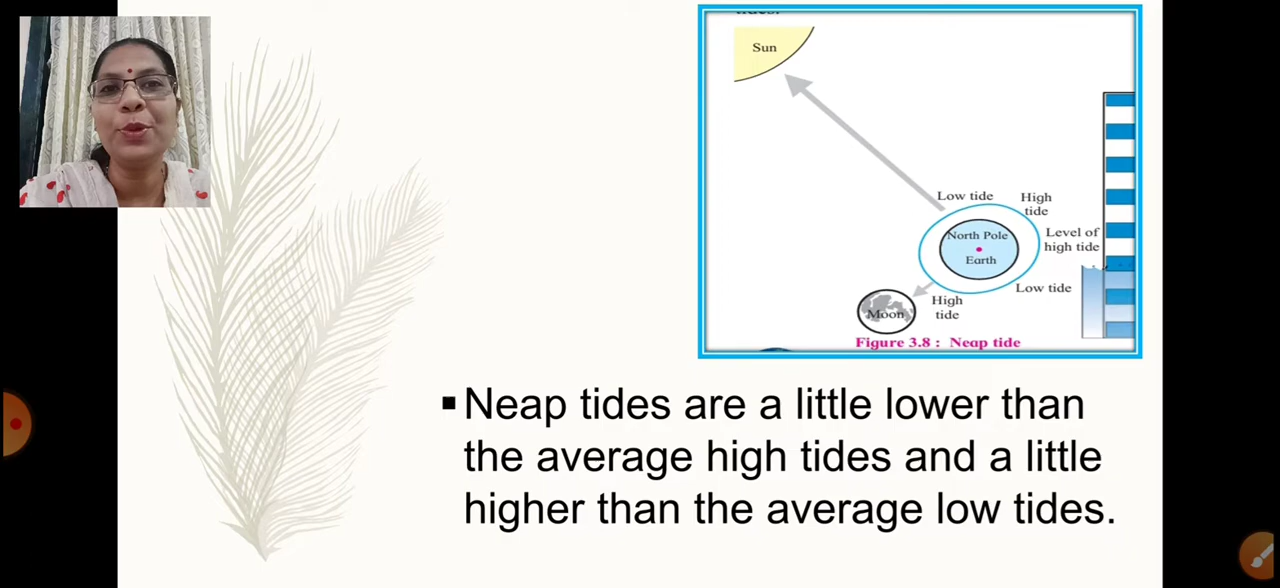 tides.
Sun
Low tide
High
tide
North Pole
Earth
Level of
high tide
Low tide
High
tide
Moon
Figure 3.8 : Neap tide
Neap tides are a little lower than
the average high tides and a little
higher than the average low tides.